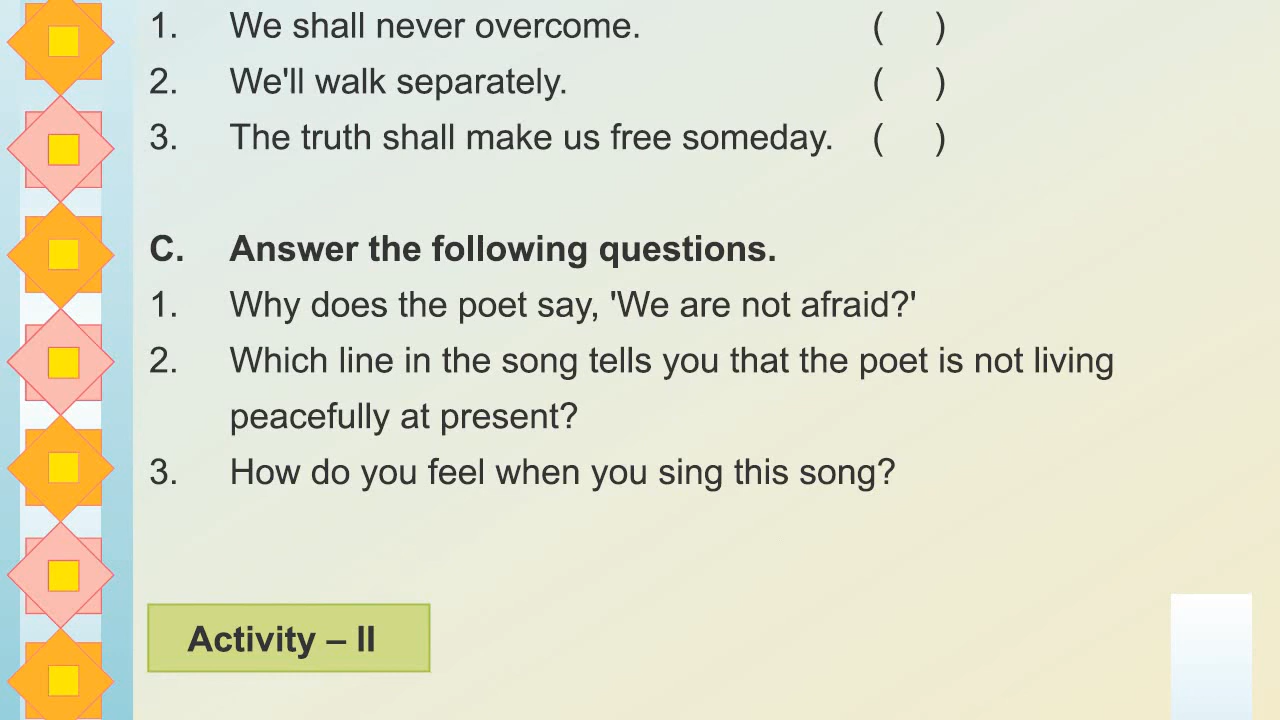 1. We shall never overcome. ( )
2. We'll walk separately. ( )
3. The truth shall make us free someday. ( )
C. Answer the following questions.
1. Why does the poet say, 'We are not afraid?'
2. Which line in the song tells you that the poet is not living
peacefully at present?
3. How do you feel when you sing this song?
Activity – II